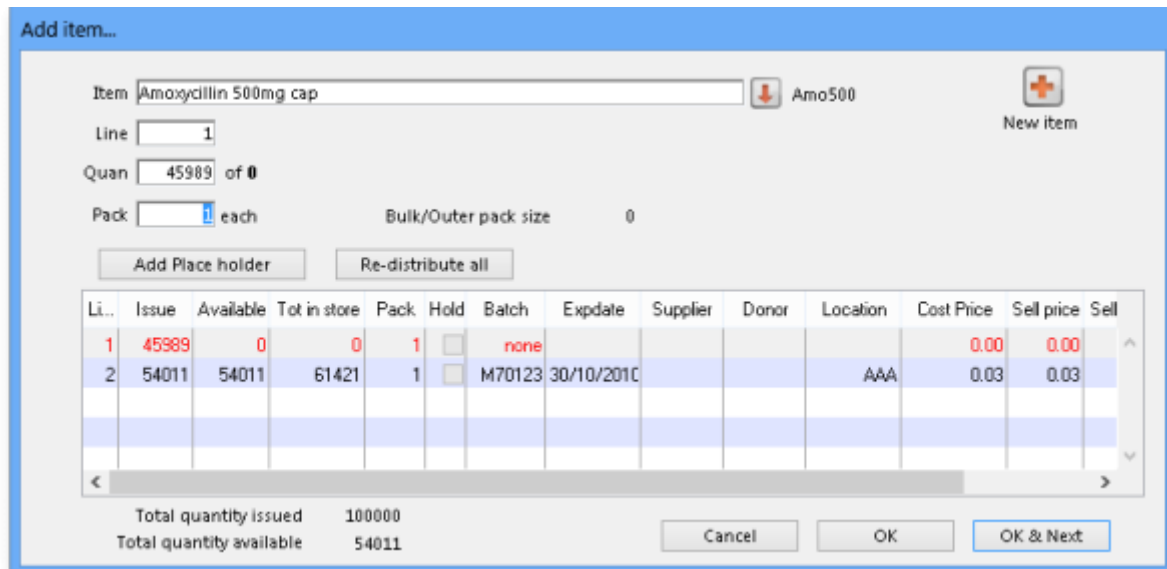 Add item...
Item Amoxycillin 500mg cap Amo500
New item
Line 1
Quan 45989 of 0
Pack 1 each Bulk/Outer pack size 0
Add Place holder Re-distribute all
Li... Issue Available Tot in store Pack Hold Batch Expdate Supplier Donor Location Cost Price Sell price Sell
1 45989 0 0 1 none 0.00 0.00
2 54011 54011 61421 1 M70123 30/10/2010 AAA 0.03 0.03
Total quantity issued 100000
Total quantity available 54011
Cancel OK OK & Next